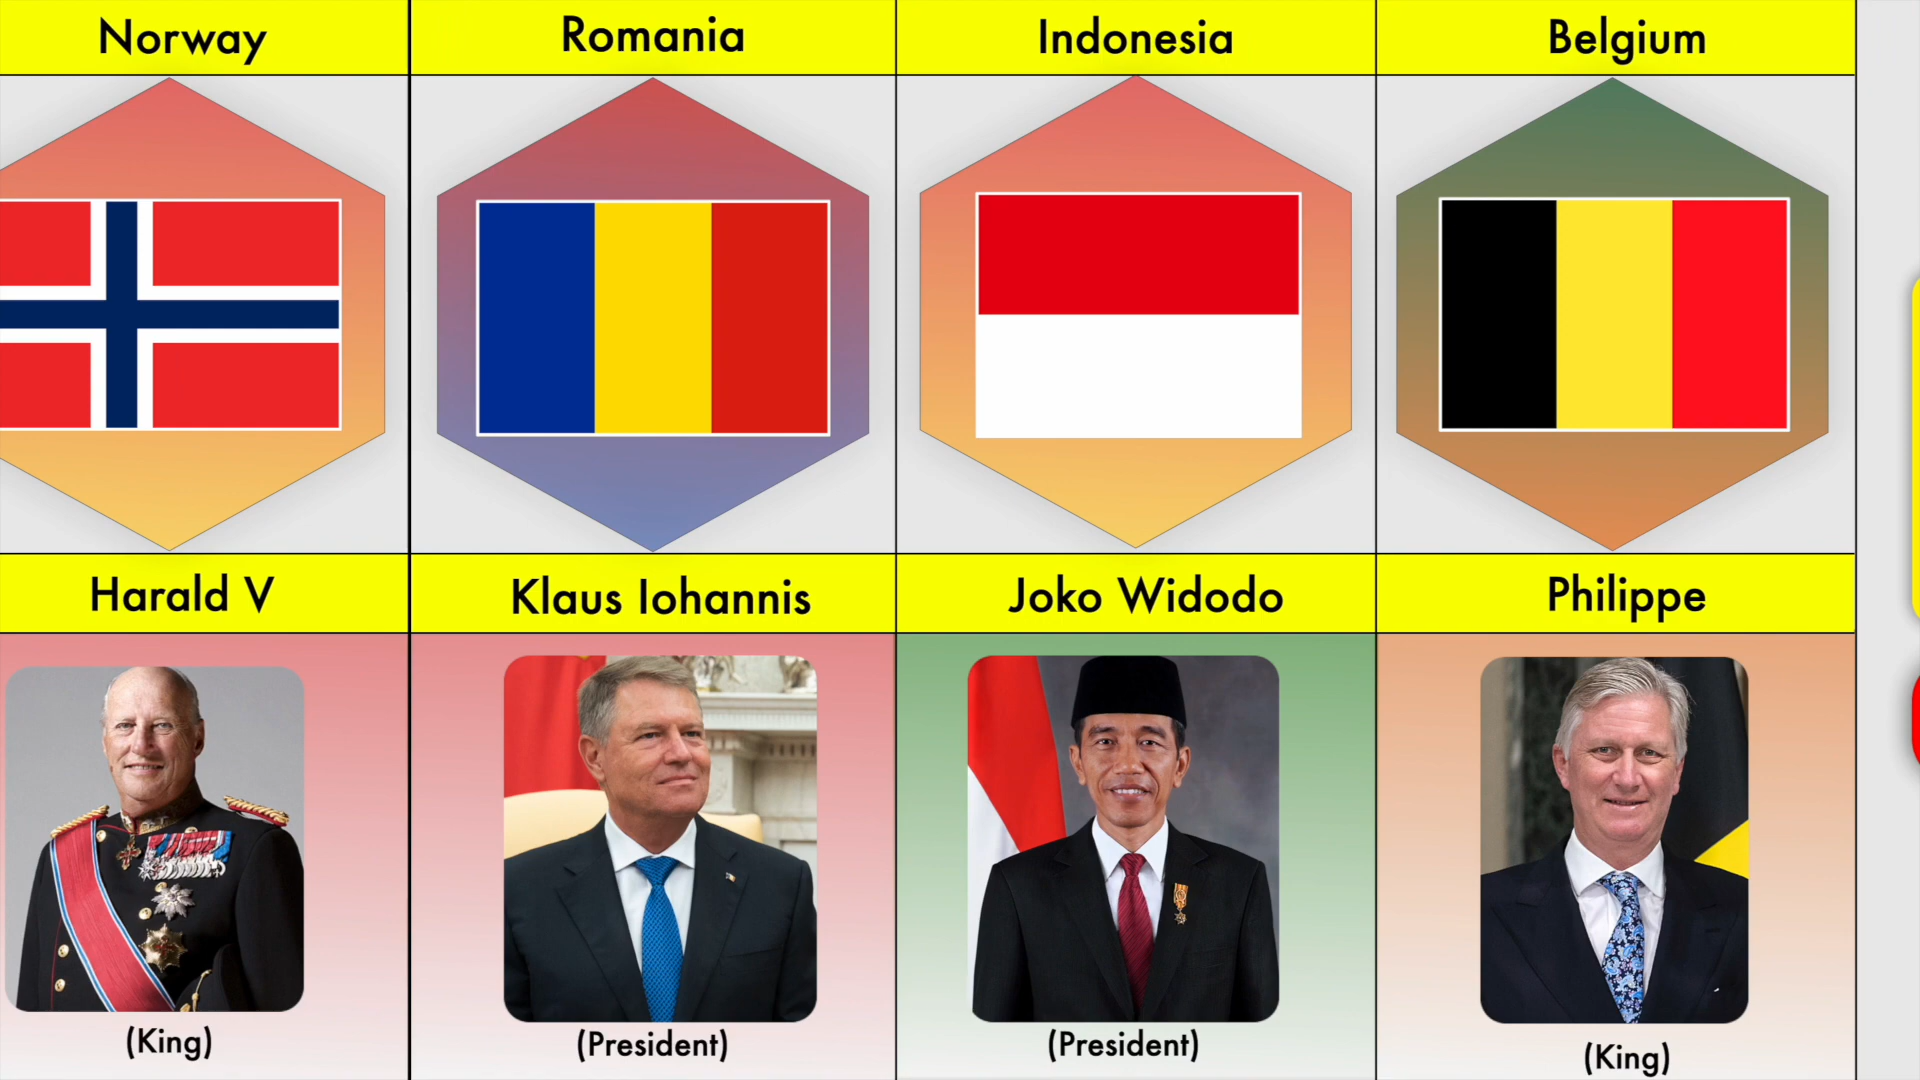 Norway
Romania
Indonesia
Belgium
Harald V
Klaus Iohannis
Joko Widodo
Philippe
(King)
(President)
(President)
(King)